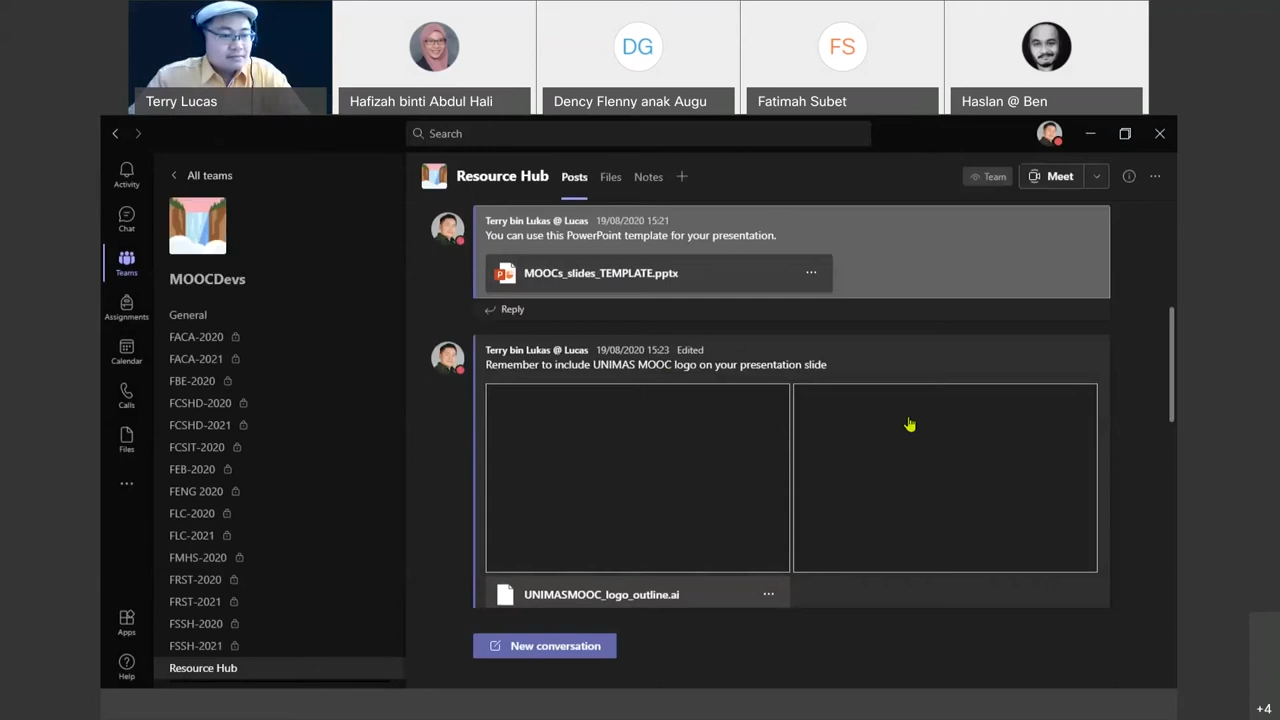 DG
FS
Terry Lucas
Hafizah binti Abdul Hali
Dency Flenny anak Augu
Fatimah Subet
Haslan @ Ben
Search
Activity
Chat
Teams
Assignments
Calendar
Calls
Files
Apps
Help
All teams
MOOCDevs
General
FACA-2020
FACA-2021
FBE-2020
FCSHD-2020
FCSHD-2021
FCSIT-2020
FEB-2020
FENG 2020
FLC-2020
FLC-2021
FMHS-2020
FRST-2020
FRST-2021
FSSH-2020
FSSH-2021
Resource Hub
Resource Hub Posts Files Notes
Team
Meet
Terry bin Lukas @ Lucas 19/08/2020 15:21
You can use this PowerPoint template for your presentation.
MOOCs_slides_TEMPLATE.pptx
Reply
Terry bin Lukas @ Lucas 19/08/2020 15:23 Edited
Remember to include UNIMAS MOOC logo on your presentation slide
UNIMASMOOC_logo_outline.ai
New conversation
+4